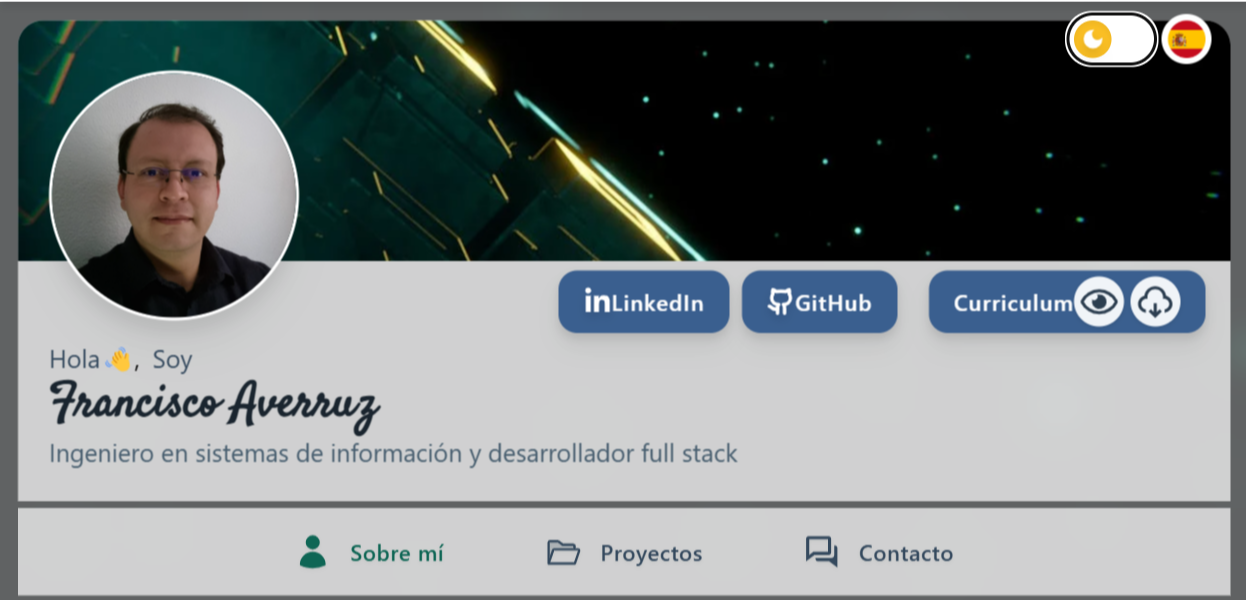 LinkedIn
GitHub
Curriculum
Hola👋, Soy
Francisco Averruz
Ingeniero en sistemas de información y desarrollador full stack
Sobre mí
Proyectos
Contacto